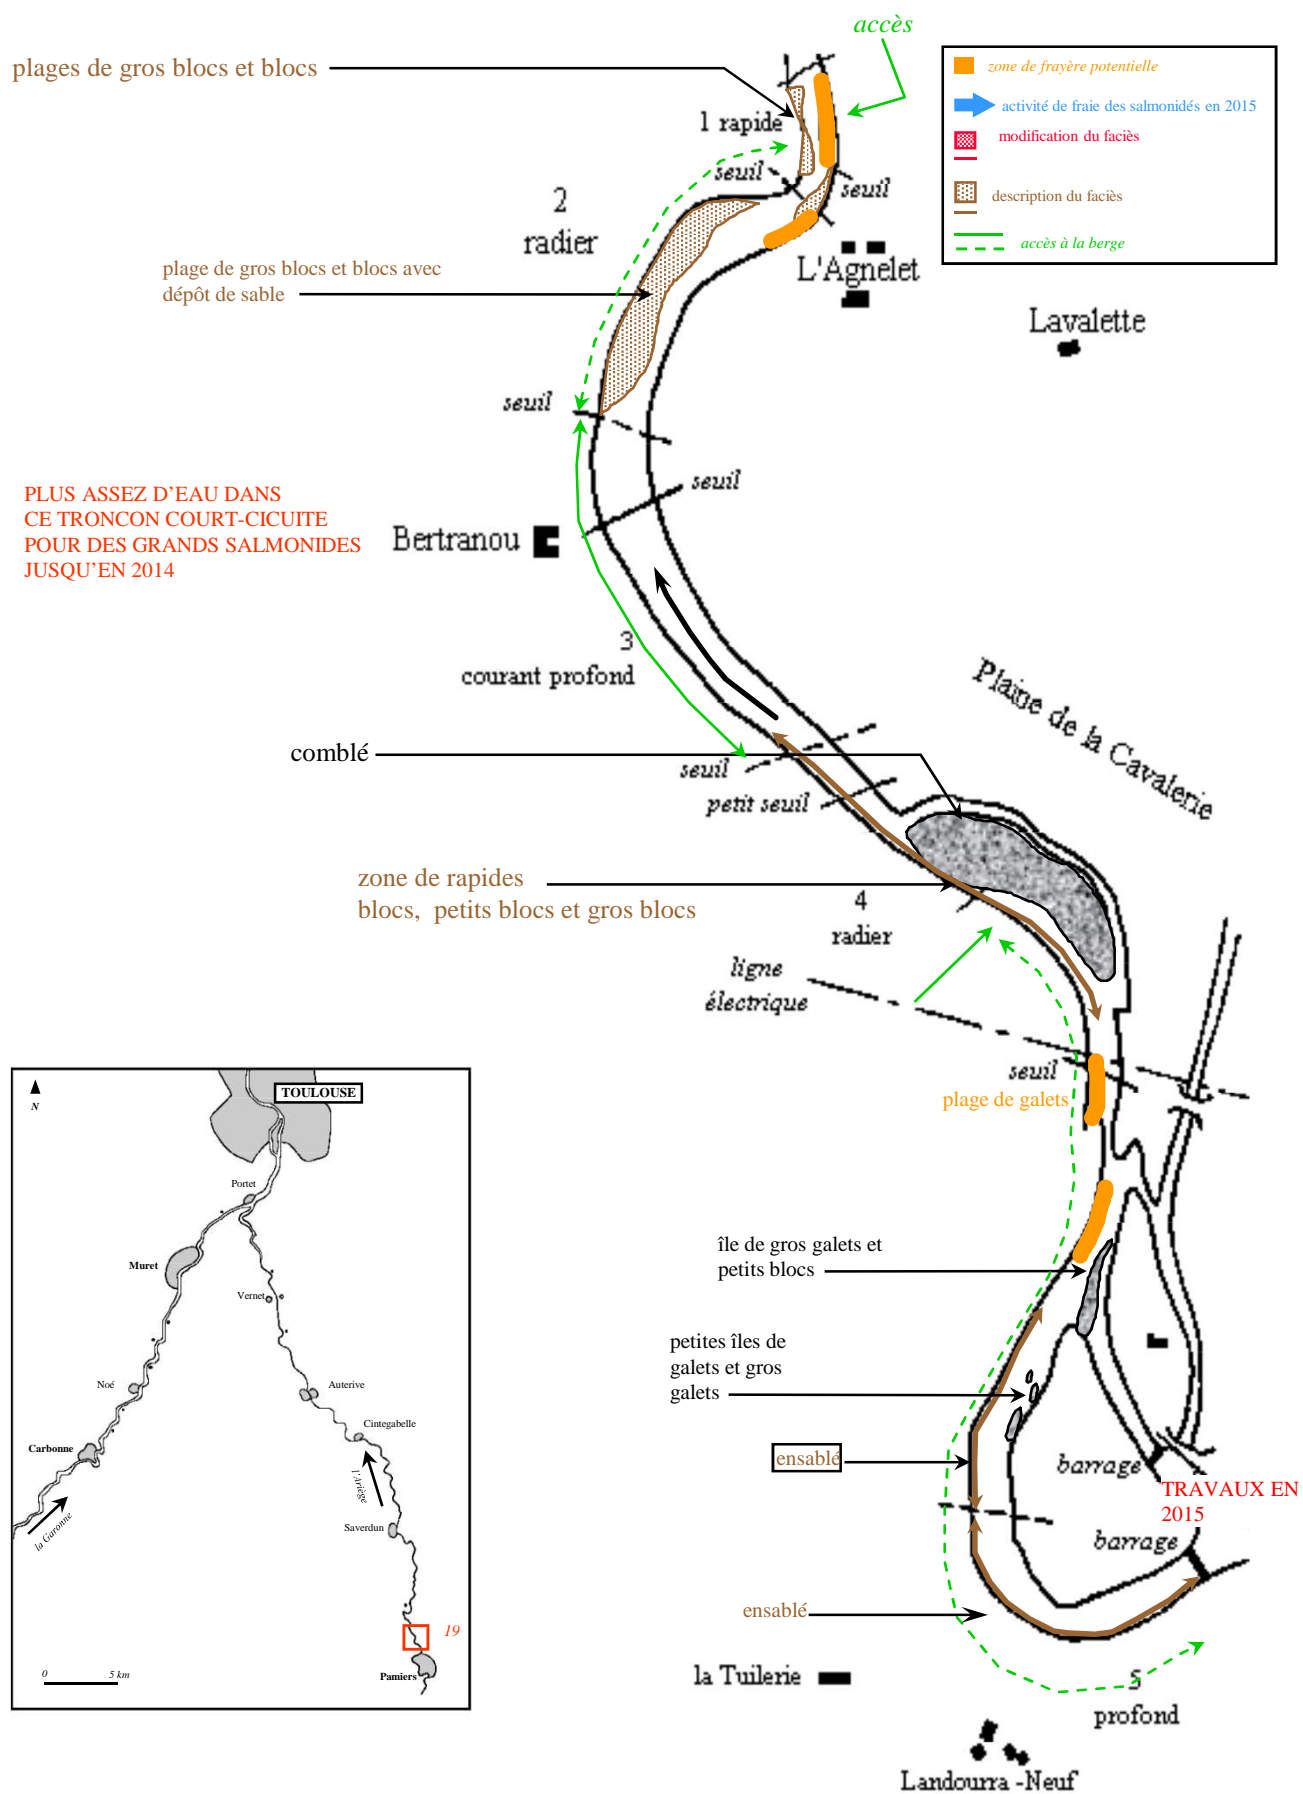 accès
plages de gros blocs et blocs
zone de frayère potentielle
activité de fraie des salmonidés en 2015
modification du faciès
description du faciès
accès à la berge
1 rapide
seuil
seuil
2
radier
L'Agnelet
plage de gros blocs et blocs avec
dépôt de sable
Lavalette
seuil
seuil
PLUS ASSEZ D'EAU DANS
CE TRONCON COURT-CICUITE
POUR DES GRANDS SALMONIDES
JUSQU'EN 2014
Bertranou
3
courant profond
Plaine de la Cavalerie
comblé
seuil
petit seuil
zone de rapides
blocs, petits blocs et gros blocs
4
radier
ligne
électrique
seuil
plage de galets
île de gros galets et
petits blocs
petites îles de
galets et gros
galets
ensablé
barrage
TRAVAUX EN
2015
barrage
ensablé
la Tuilerie
5
profond
Landourra -Neuf
N
TOULOUSE
Portet
Muret
Vernet
Noé
Auterive
Cintegabelle
Carbonne
l'Ariège
la Garonne
Saverdun
19
0 5 km
Pamiers